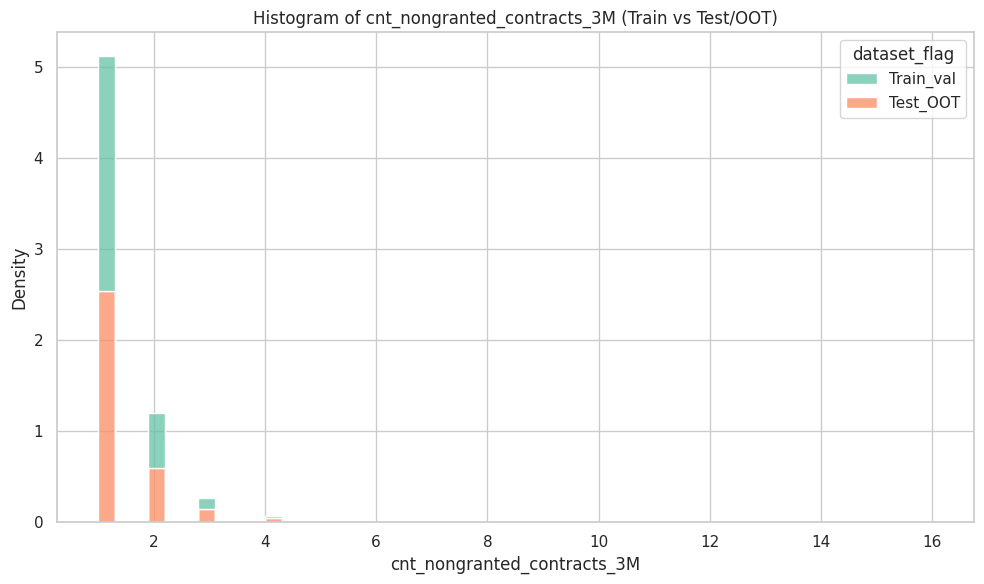 Histogram of cnt_nongranted_contracts_3M (Train vs Test/OOT)
dataset_flag
Train_val
Test_OOT
Density
5
4
3
2
1
0
2 4 6 8 10 12 14 16
cnt_nongranted_contracts_3M